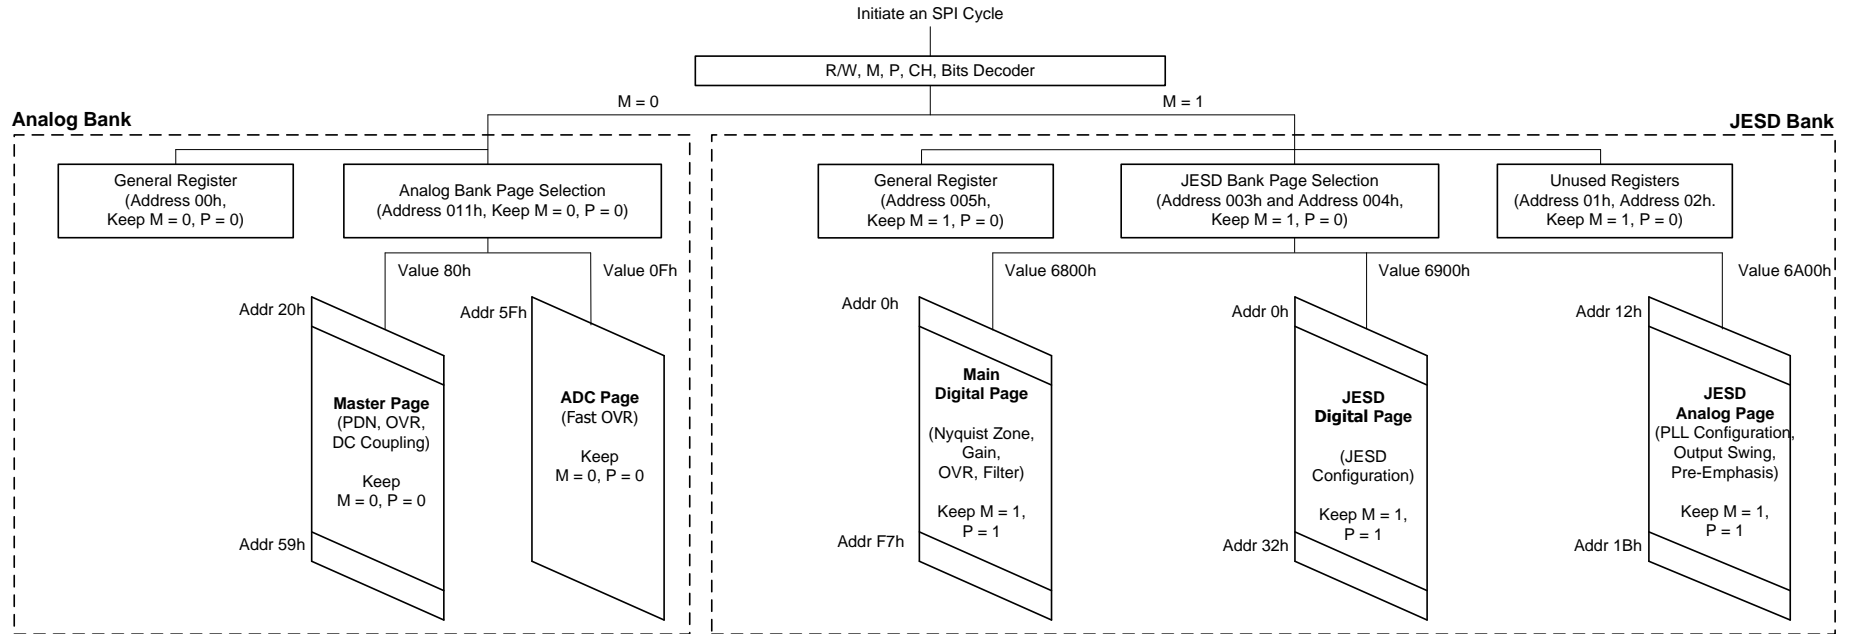 Initiate an SPI Cycle
R/W, M, P, CH, Bits Decoder
M = 0
M = 1
Analog Bank
JESD Bank
General Register
(Address 00h,
Keep M = 0, P = 0)
Analog Bank Page Selection
(Address 011h, Keep M = 0, P = 0)
General Register
(Address 005h,
Keep M = 1, P = 0)
JESD Bank Page Selection
(Address 003h and Address 004h,
Keep M = 1, P = 0)
Unused Registers
(Address 01h, Address 02h.
Keep M = 1, P = 0)
Value 80h
Value 0Fh
Value 6800h
Value 6900h
Value 6A00h
Addr 20h
Master Page
(PDN, OVR,
DC Coupling)
Keep
M = 0, P = 0
Addr 59h
Addr 5Fh
ADC Page
(Fast OVR)
Keep
M = 0, P = 0
Addr 0h
Main
Digital Page
(Nyquist Zone,
Gain,
OVR, Filter)
Keep M = 1,
P = 1
Addr F7h
Addr 0h
JESD
Digital Page
(JESD
Configuration)
Keep M = 1,
P = 1
Addr 32h
Addr 12h
JESD
Analog Page
(PLL Configuration,
Output Swing,
Pre-Emphasis)
Keep M = 1,
P = 1
Addr 1Bh